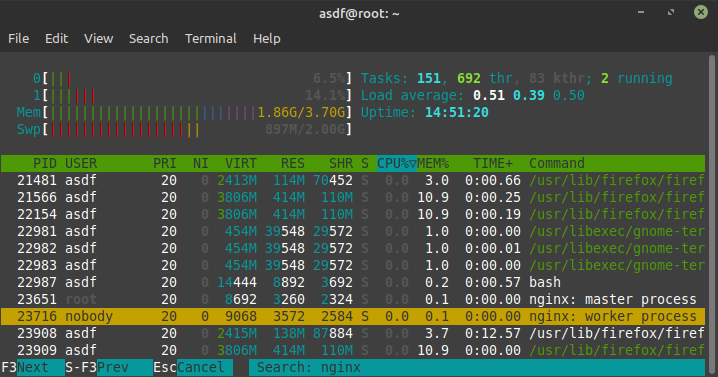 asdf@root: ~
File Edit View Search Terminal Help
0[||| 6.5%] Tasks: 151, 692 thr, 83 kthr; 2 running
1[|||||| 14.1%] Load average: 0.51 0.39 0.50
Mem[||||||||||||||||||||||||||1.86G/3.70G] Uptime: 14:51:20
Swp[||||||||||||||||||| 897M/2.00G]
PID USER PRI NI VIRT RES SHR S CPU%▽MEM% TIME+ Command
21481 asdf 20 0 2413M 114M 70452 S 0.0 3.0 0:00.66 /usr/lib/firefox/firef
21566 asdf 20 0 3806M 414M 110M S 0.0 10.9 0:00.25 /usr/lib/firefox/firef
22154 asdf 20 0 3806M 414M 110M S 0.0 10.9 0:00.19 /usr/lib/firefox/firef
22981 asdf 20 0 454M 39548 29572 S 0.0 1.0 0:00.00 /usr/libexec/gnome-ter
22982 asdf 20 0 454M 39548 29572 S 0.0 1.0 0:00.01 /usr/libexec/gnome-ter
22983 asdf 20 0 454M 39548 29572 S 0.0 1.0 0:00.00 /usr/libexec/gnome-ter
22987 asdf 20 0 14444 8892 3692 S 0.0 0.2 0:00.57 bash
23651 root 20 0 8692 3260 2324 S 0.0 0.1 0:00.00 nginx: master process
23716 nobody 20 0 9068 3572 2584 S 0.0 0.1 0:00.00 nginx: worker process
23908 asdf 20 0 2415M 138M 87884 S 0.0 3.7 0:12.57 /usr/lib/firefox/firef
23909 asdf 20 0 3806M 414M 110M S 0.0 10.9 0:00.00 /usr/lib/firefox/firef
F3Next S-F3Prev EscCancel Search: nginx